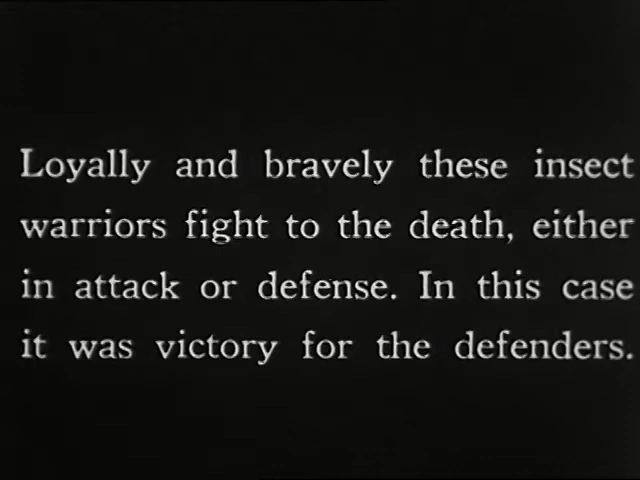 Loyally and bravely these insect
warriors fight to the death, either
in attack or defense. In this case
it was victory for the defenders.